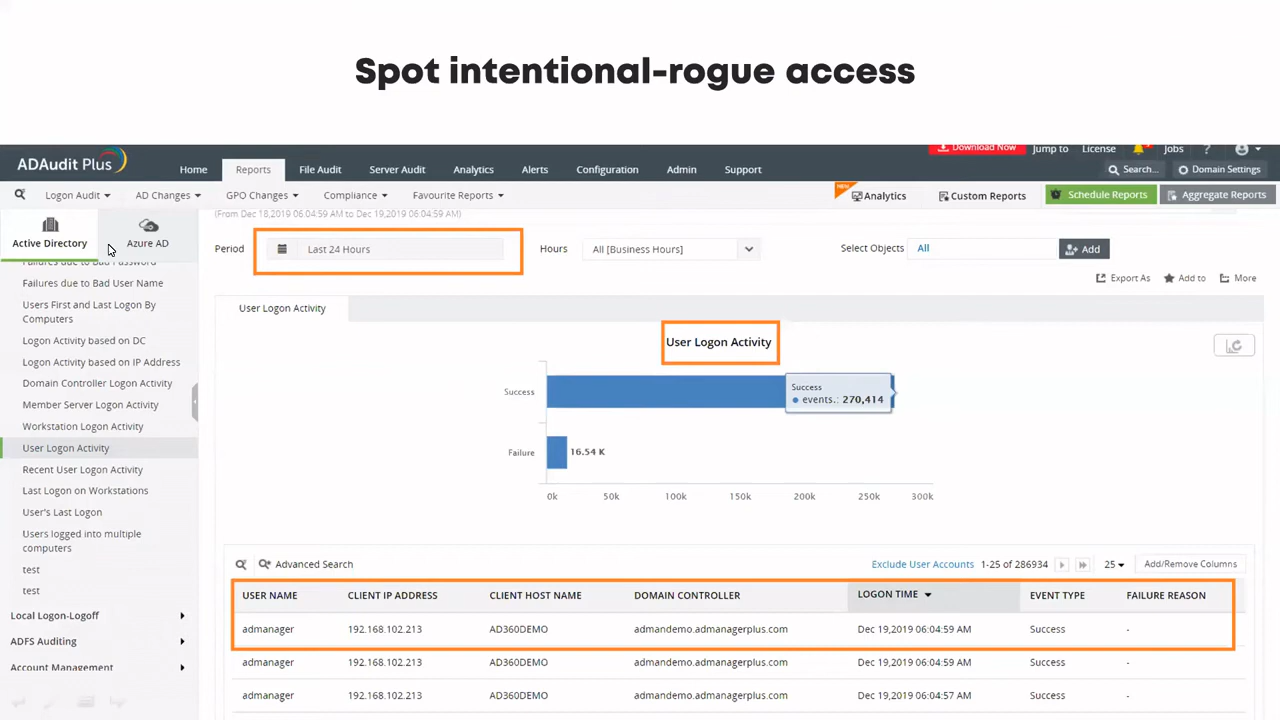 Spot intentional-rogue access
ADAudit Plus
Home Reports File Audit Server Audit Analytics Alerts Configuration Admin Support
Download Now Jump to License Jobs ?
Search... Domain Settings
Logon Audit AD Changes GPO Changes Compliance Favourite Reports
NEW Analytics Custom Reports Schedule Reports Aggregate Reports
Active Directory Azure AD
(From Dec 18,2019 06:04:59 AM to Dec 19,2019 06:04:59 AM)
Period Last 24 Hours Hours All [Business Hours] Select Objects All Add
Export As Add to More
Failures due to Bad Password
Failures due to Bad User Name
Users First and Last Logon By
Computers
Logon Activity based on DC
Logon Activity based on IP Address
Domain Controller Logon Activity
Member Server Logon Activity
Workstation Logon Activity
User Logon Activity
Recent User Logon Activity
Last Logon on Workstations
User's Last Logon
Users logged into multiple
computers
test
test
Local Logon-Logoff
ADFS Auditing
Account Management
User Logon Activity
User Logon Activity
Success
Success
events.: 270,414
Failure 16.54 K
0k 50k 100k 150k 200k 250k 300k
Advanced Search Exclude User Accounts 1-25 of 286934 25 Add/Remove Columns
USER NAME CLIENT IP ADDRESS CLIENT HOST NAME DOMAIN CONTROLLER LOGON TIME EVENT TYPE FAILURE REASON
admanager 192.168.102.213 AD360DEMO admandemo.admanagerplus.com Dec 19,2019 06:04:59 AM Success -
admanager 192.168.102.213 AD360DEMO admandemo.admanagerplus.com Dec 19,2019 06:04:59 AM Success -
admanager 192.168.102.213 AD360DEMO admandemo.admanagerplus.com Dec 19,2019 06:04:57 AM Success -